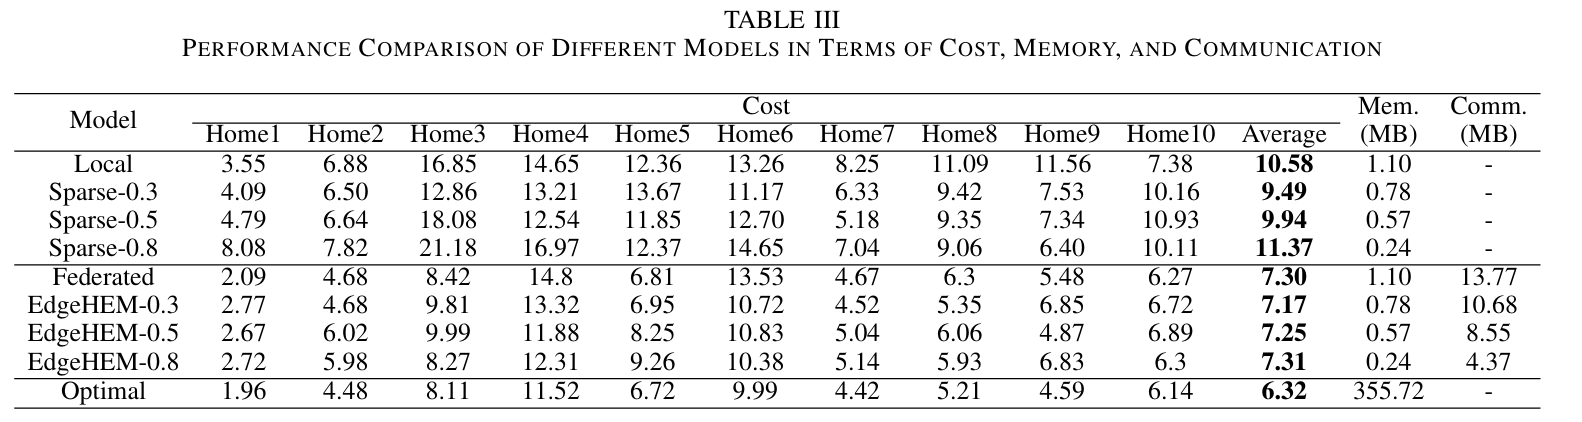 TABLE III
PERFORMANCE COMPARISON OF DIFFERENT MODELS IN TERMS OF COST, MEMORY, AND COMMUNICATION
Model Cost Mem. (MB) Comm. (MB)
Home1 Home2 Home3 Home4 Home5 Home6 Home7 Home8 Home9 Home10 Average
Local 3.55 6.88 16.85 14.65 12.36 13.26 8.25 11.09 11.56 7.38 10.58 1.10 -
Sparse-0.3 4.09 6.50 12.86 13.21 13.67 11.17 6.33 9.42 7.53 10.16 9.49 0.78 -
Sparse-0.5 4.79 6.64 18.08 12.54 11.85 12.70 5.18 9.35 7.34 10.93 9.94 0.57 -
Sparse-0.8 8.08 7.82 21.18 16.97 12.37 14.65 7.04 9.06 6.40 10.11 11.37 0.24 -
Federated 2.09 4.68 8.42 14.8 6.81 13.53 4.67 6.3 5.48 6.27 7.30 1.10 13.77
EdgeHEM-0.3 2.77 4.68 9.81 13.32 6.95 10.72 4.52 5.35 6.85 6.72 7.17 0.78 10.68
EdgeHEM-0.5 2.67 6.02 9.99 11.88 8.25 10.83 5.04 6.06 4.87 6.89 7.25 0.57 8.55
EdgeHEM-0.8 2.72 5.98 8.27 12.31 9.26 10.38 5.14 5.93 6.83 6.3 7.31 0.24 4.37
Optimal 1.96 4.48 8.11 11.52 6.72 9.99 4.42 5.21 4.59 6.14 6.32 355.72 -